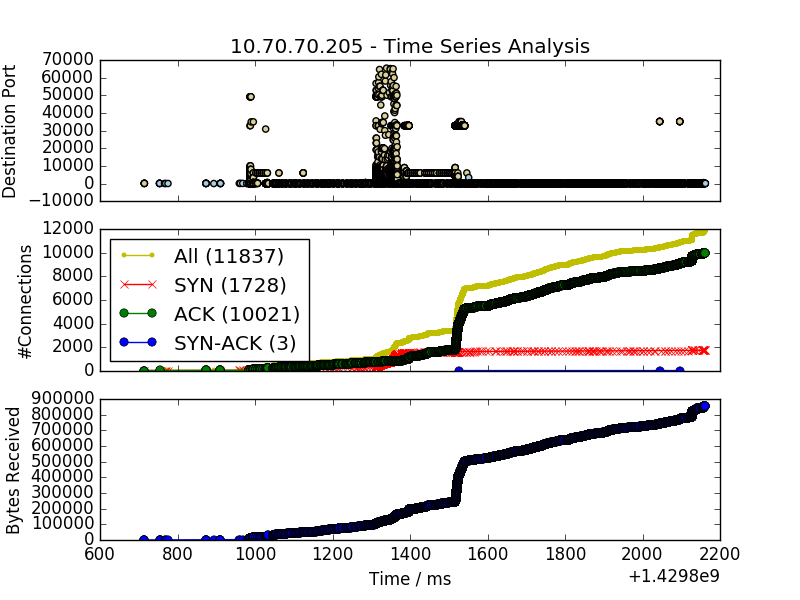 10.70.70.205 - Time Series Analysis
Destination Port
70000
60000
50000
40000
30000
20000
10000
0
−10000
#Connections
12000
10000
8000
6000
4000
2000
0
All (11837)
SYN (1728)
ACK (10021)
SYN-ACK (3)
Bytes Received
900000
800000
700000
600000
500000
400000
300000
200000
100000
0
600 800 1000 1200 1400 1600 1800 2000 2200
Time / ms
+1.4298e9